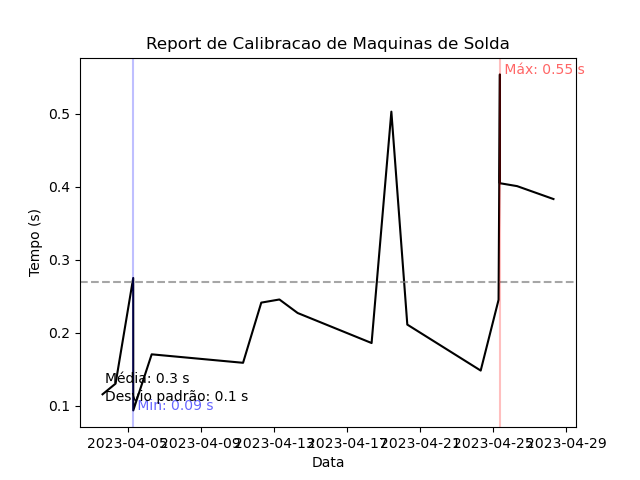 Report de Calibracao de Maquinas de Solda
Máx: 0.55 s
0.5
0.4
0.3
0.2
0.1
Tempo (s)
Média: 0.3 s
Desvio padrão: 0.1 s
Min: 0.09 s
2023-04-05 2023-04-09 2023-04-13 2023-04-17 2023-04-21 2023-04-25 2023-04-29
Data